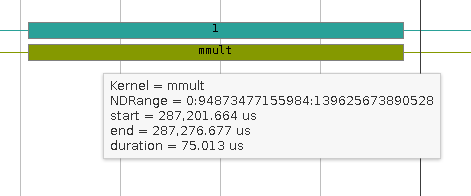 1
mmult
Kernel = mmult
NDRange = 0:94873477155984:139625673890528
start = 287,201.664 us
end = 287,276.677 us
duration = 75.013 us